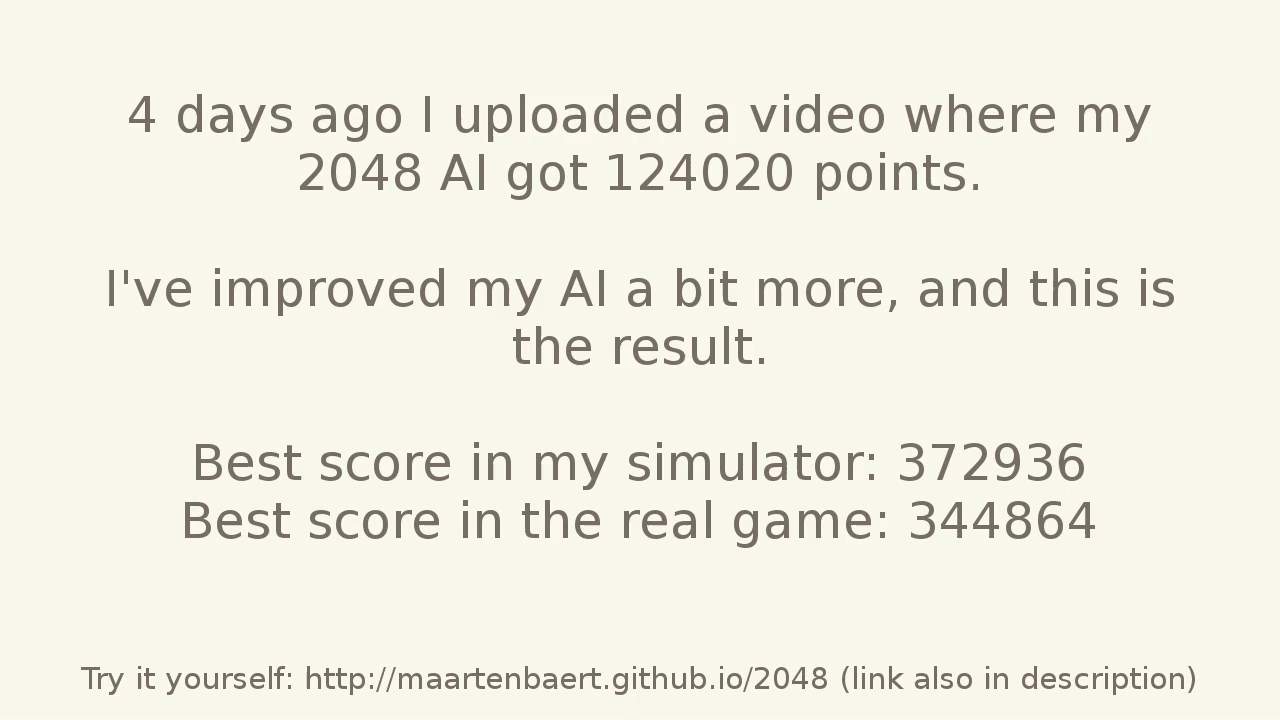 4 days ago I uploaded a video where my
2048 AI got 124020 points.
I've improved my AI a bit more, and this is
the result.
Best score in my simulator: 372936
Best score in the real game: 344864
Try it yourself: http://maartenbaert.github.io/2048 (link also in description)